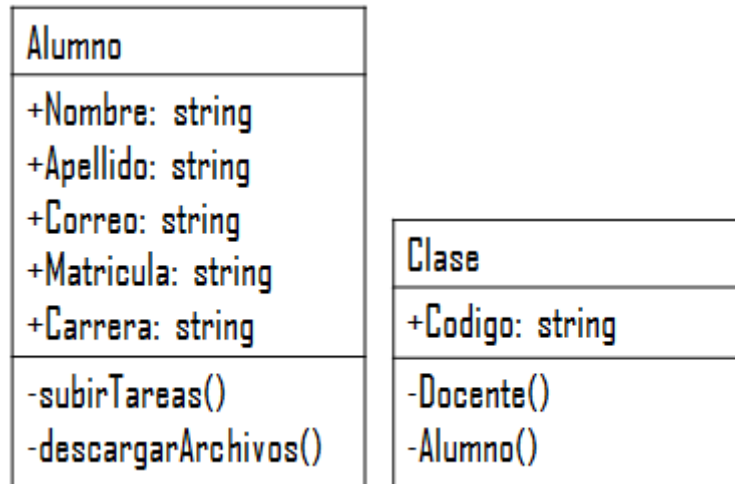 Alumno
+Nombre: string
+Apellido: string
+Correo: string
+Matricula: string
+Carrera: string
-subirTareas()
-descargarArchivos()
Clase
+Codigo: string
-Docente()
-Alumno()